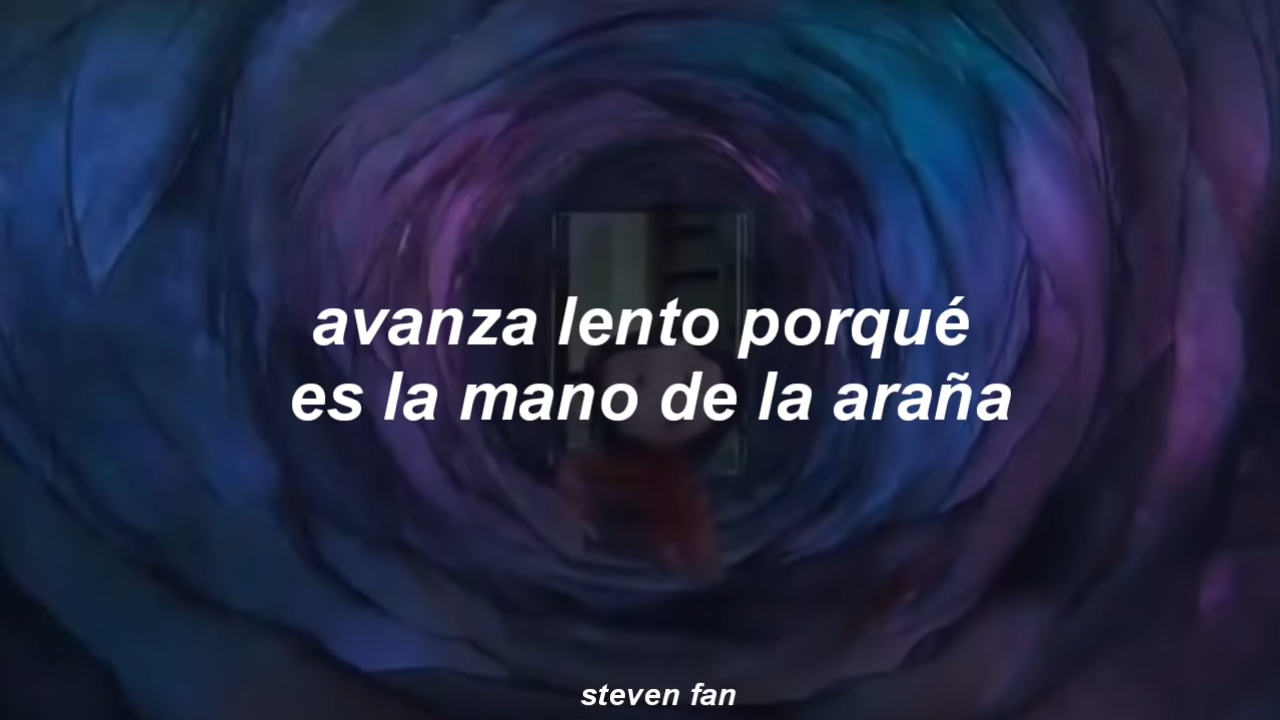 avanza lento porqué
es la mano de la araña
steven fan